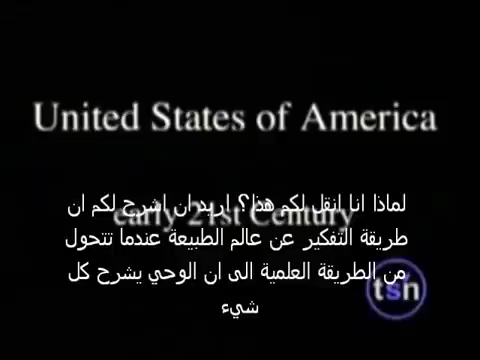 United States of America
early 21st Century
لماذا انا انقل لكم هذا؟ اريد ان اشرح لكم ان
طريقة التفكير عن عالم الطبيعة عندما تتحول
من الطريقة العلمية الى ان الوحي يشرح كل
شيء
tsn